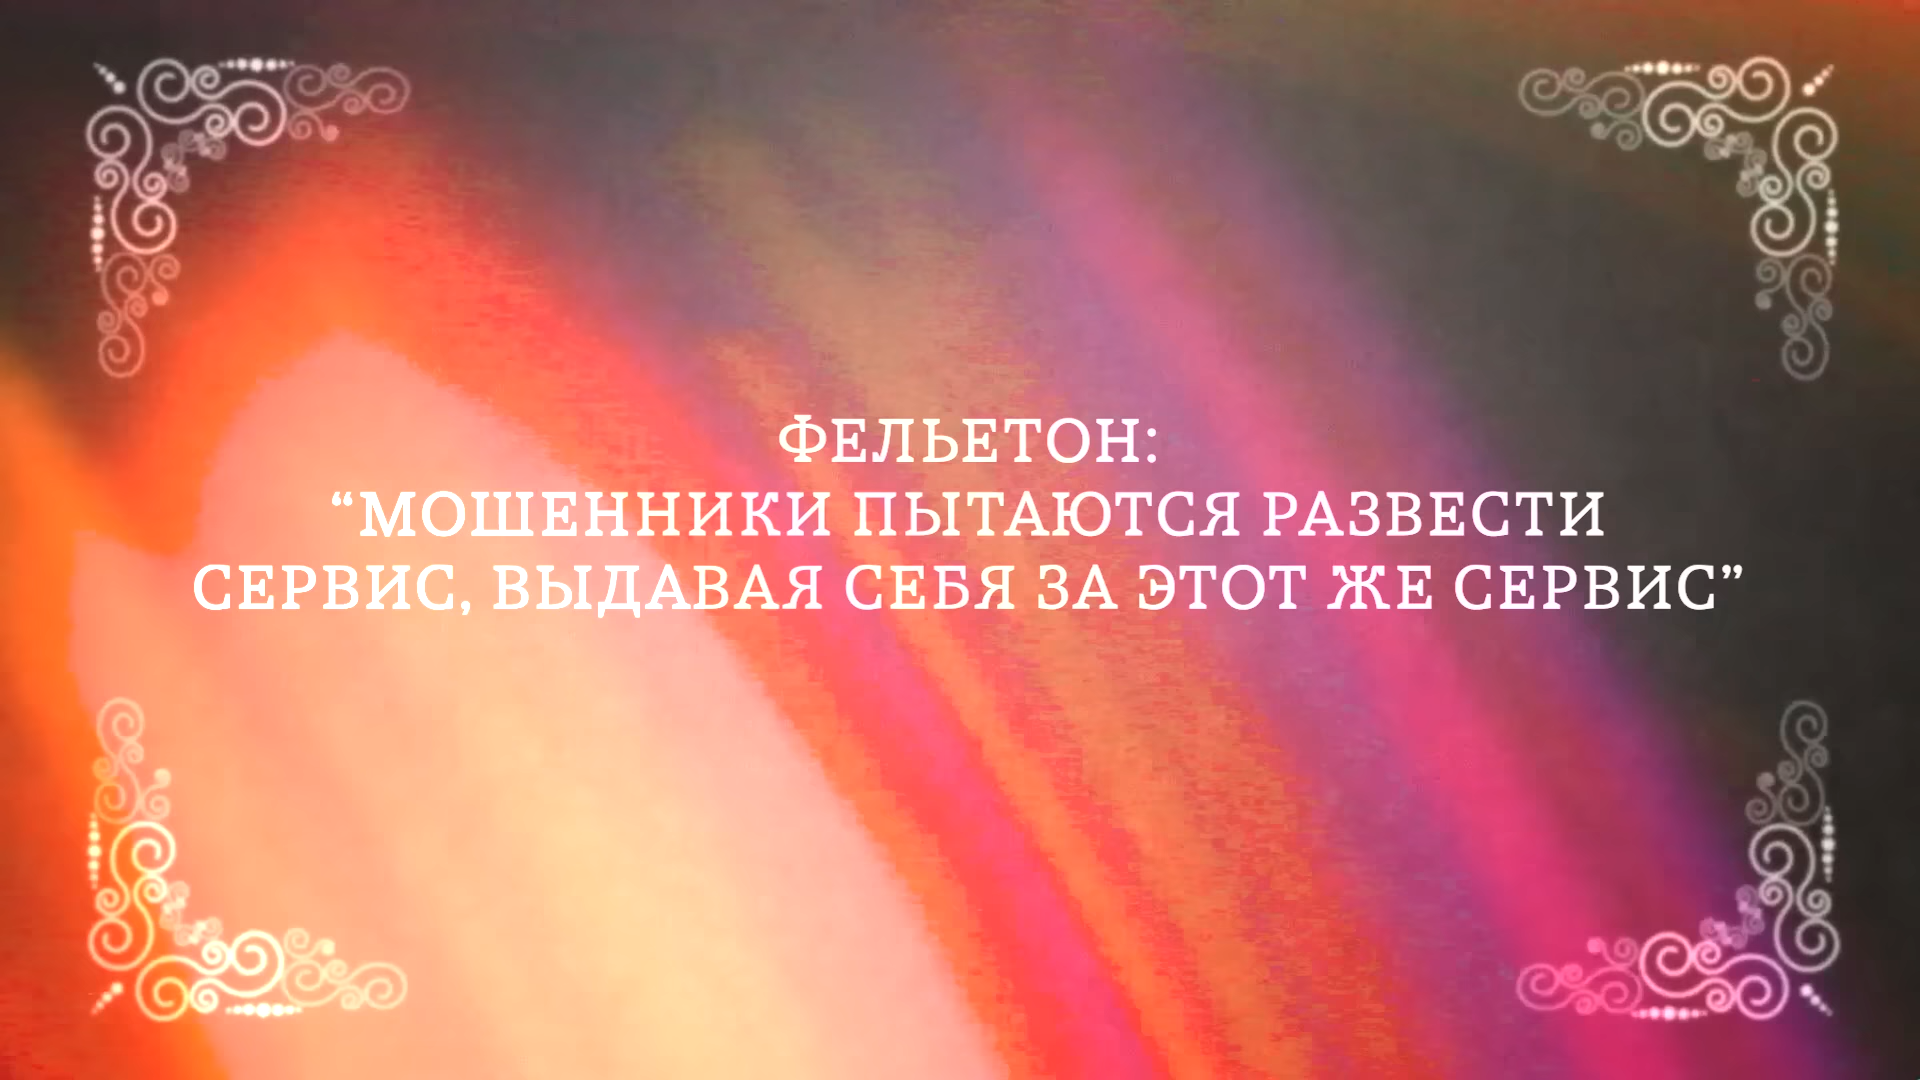 ФЕЛЬЕТОН:
“МОШЕННИКИ ПЫТАЮТСЯ РАЗВЕСТИ
СЕРВИС, ВЫДАВАЯ СЕБЯ ЗА ЭТОТ ЖЕ СЕРВИС”